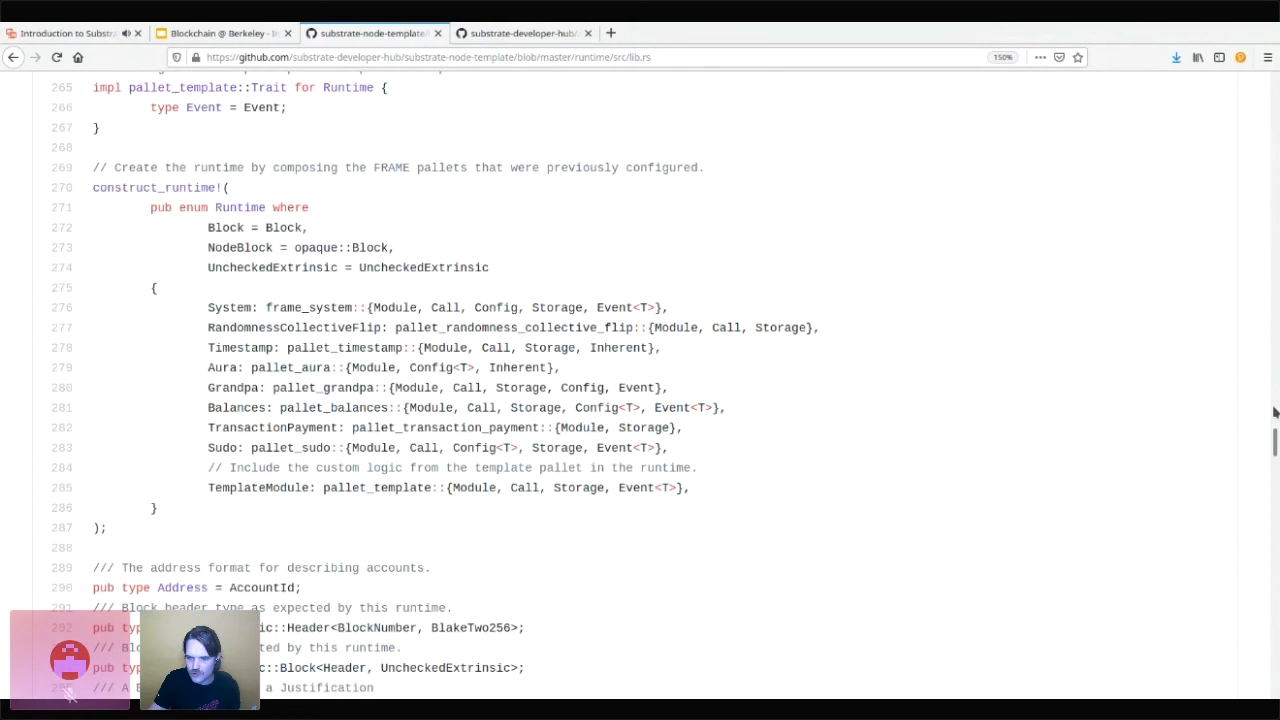 Introduction to Substra
Blockchain @ Berkeley - In
substrate-node-template/
substrate-developer-hub/
https://github.com/substrate-developer-hub/substrate-node-template/blob/master/runtime/src/lib.rs
150%
265 impl pallet_template::Trait for Runtime {
266 type Event = Event;
267 }
268
269 // Create the runtime by composing the FRAME pallets that were previously configured.
270 construct_runtime!(
271 pub enum Runtime where
272 Block = Block,
273 NodeBlock = opaque::Block,
274 UncheckedExtrinsic = UncheckedExtrinsic
275 {
276 System: frame_system::{Module, Call, Config, Storage, Event<T>},
277 RandomnessCollectiveFlip: pallet_randomness_collective_flip::{Module, Call, Storage},
278 Timestamp: pallet_timestamp::{Module, Call, Storage, Inherent},
279 Aura: pallet_aura::{Module, Config<T>, Inherent},
280 Grandpa: pallet_grandpa::{Module, Call, Storage, Config, Event},
281 Balances: pallet_balances::{Module, Call, Storage, Config<T>, Event<T>},
282 TransactionPayment: pallet_transaction_payment::{Module, Storage},
283 Sudo: pallet_sudo::{Module, Call, Config<T>, Storage, Event<T>},
284 // Include the custom logic from the template pallet in the runtime.
285 TemplateModule: pallet_template::{Module, Call, Storage, Event<T>},
286 }
287 );
288
289 /// The address format for describing accounts.
290 pub type Address = AccountId;
291 /// Block header type as expected by this runtime.
292 pub typ ic::Header<BlockNumber, BlakeTwo256>;
/// Blo ted by this runtime.
pub typ c::Block<Header, UncheckedExtrinsic>;
/// A a Justification